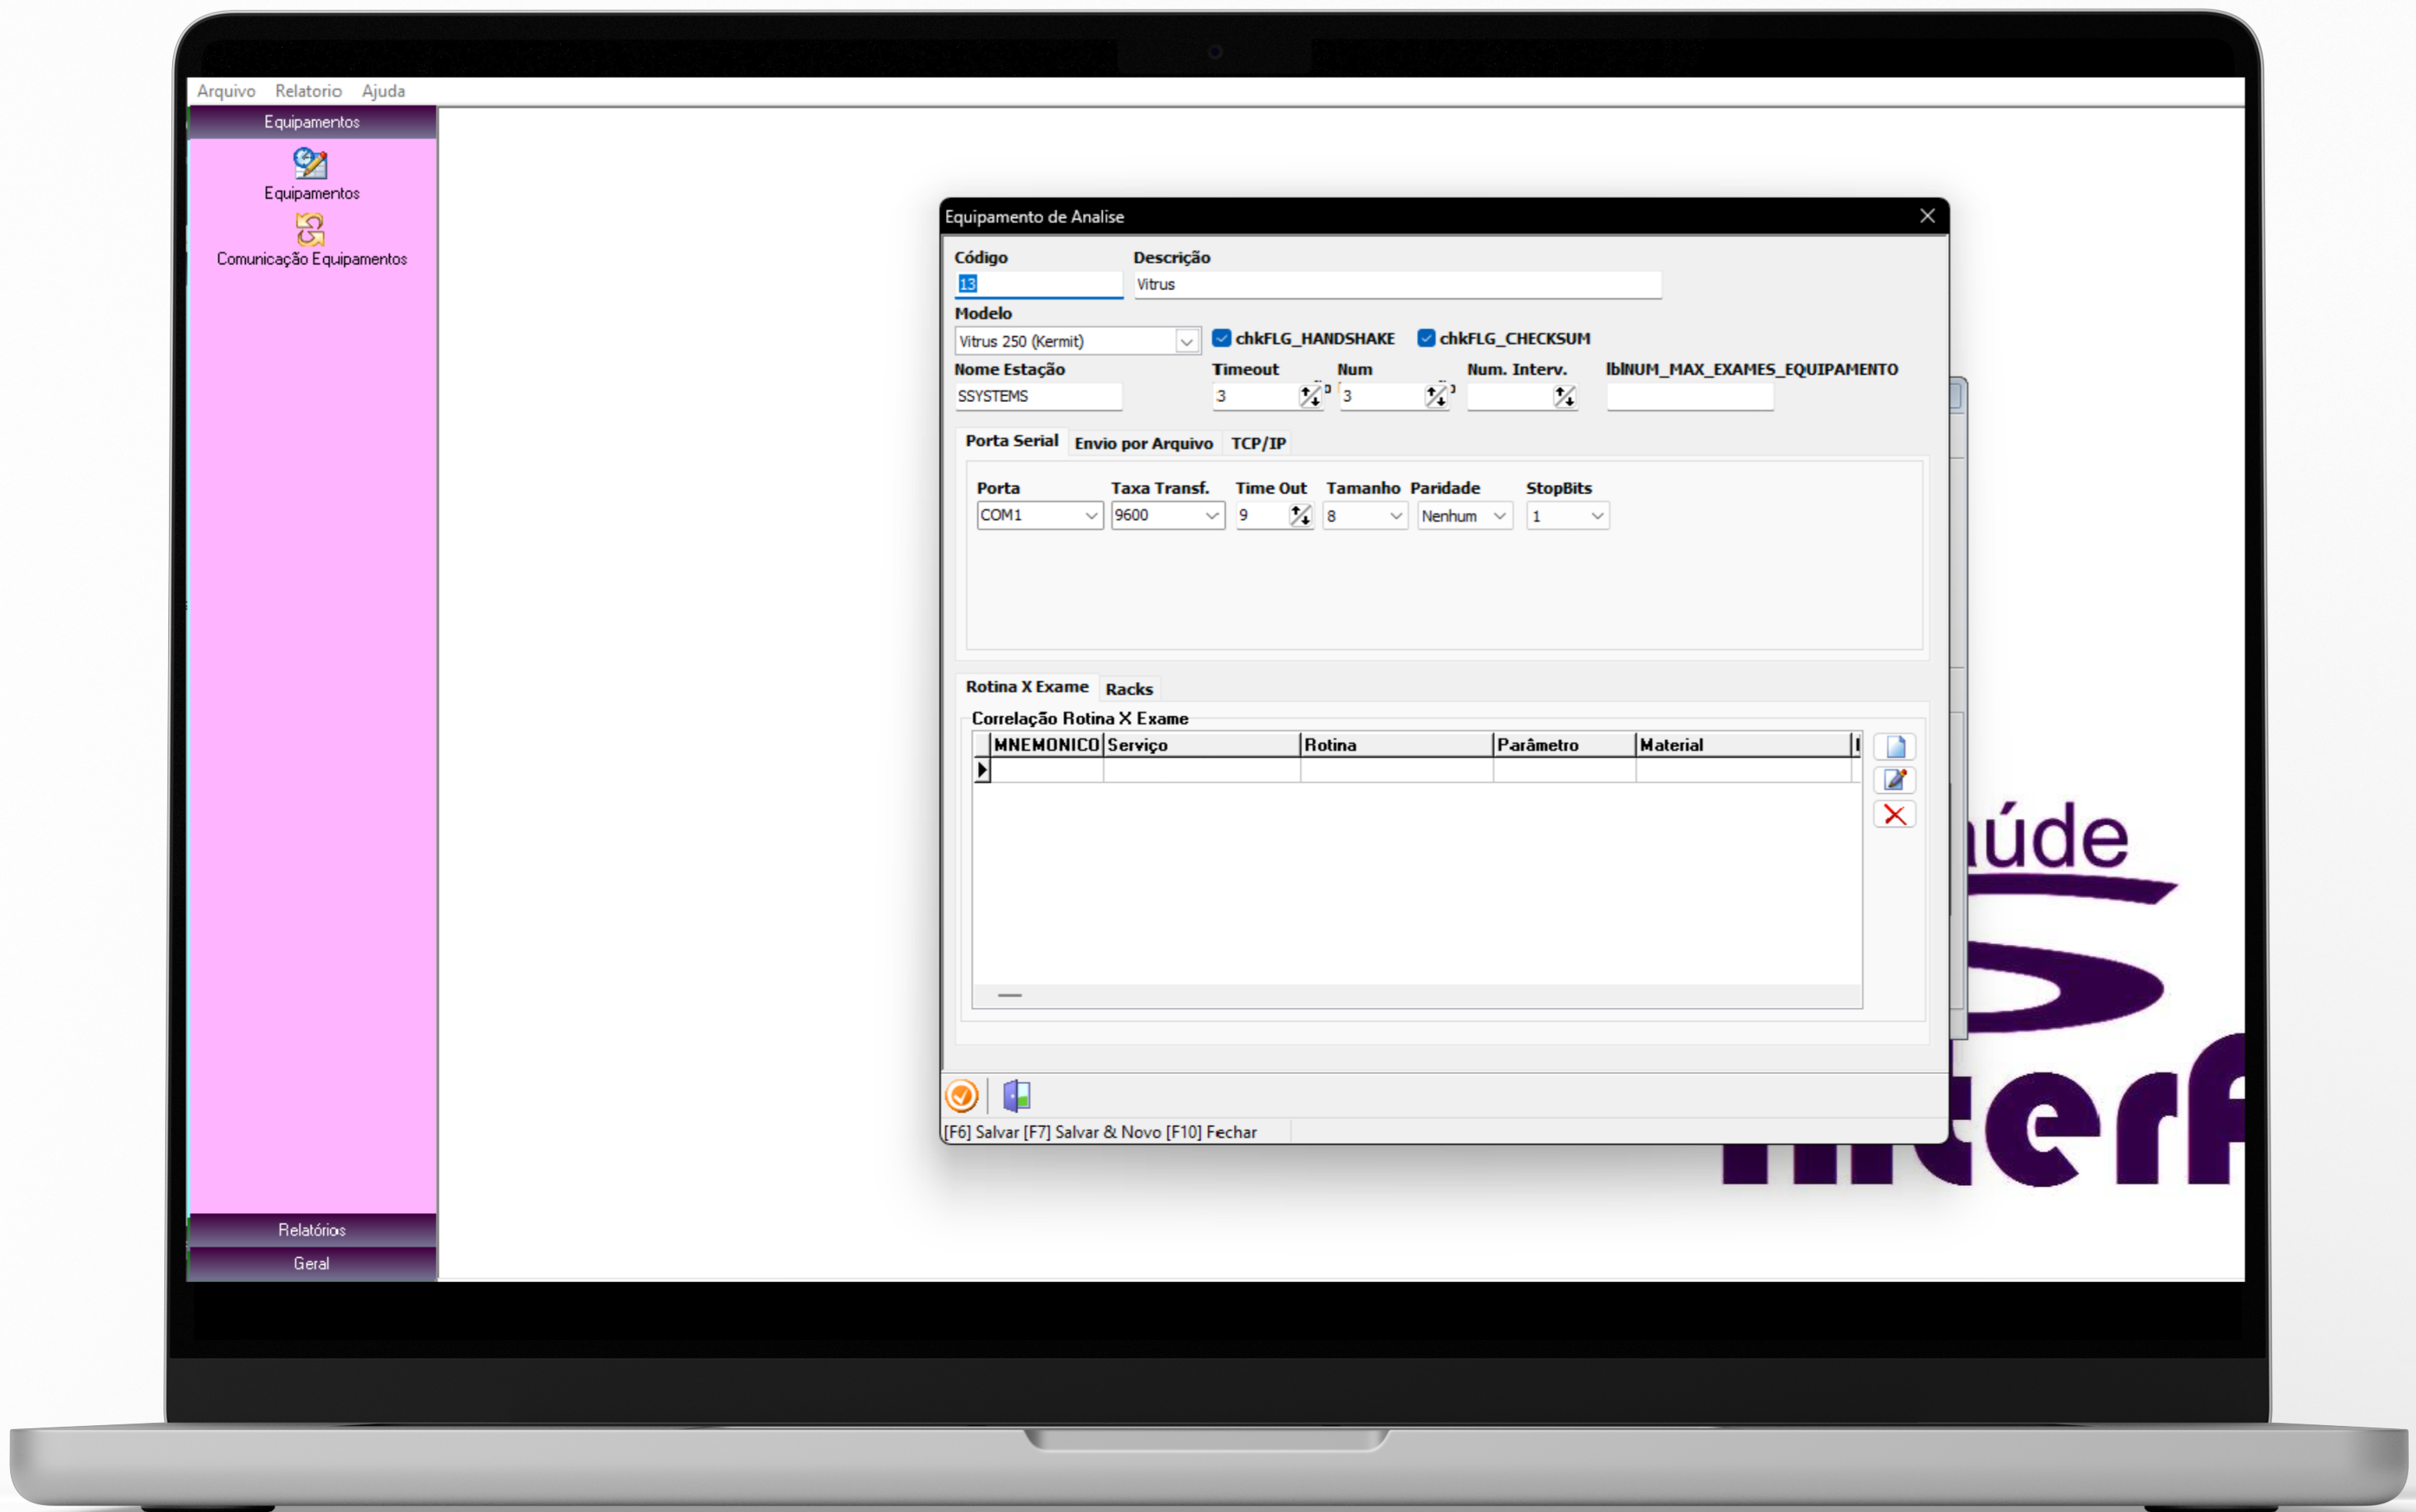 Arquivo Relatorio Ajuda
Equipamentos
Equipamentos
Comunicação Equipamentos
Relatórios
Geral
Equipamento de Analise
Código Descrição
13 Vitrus
Modelo
Vitrus 250 (Kermit) chkFLG_HANDSHAKE chkFLG_CHECKSUM
Nome Estação Timeout Num Num. Interv. lblNUM_MAX_EXAMES_EQUIPAMENTO
SSYSTEMS 3 3
Porta Serial Envio por Arquivo TCP/IP
Porta Taxa Transf. Time Out Tamanho Paridade StopBits
COM1 9600 9 8 Nenhum 1
Rotina X Exame Racks
Correlação Rotina X Exame
MNEMONICO Serviço Rotina Parâmetro Material
[F6] Salvar [F7] Salvar & Novo [F10] Fechar